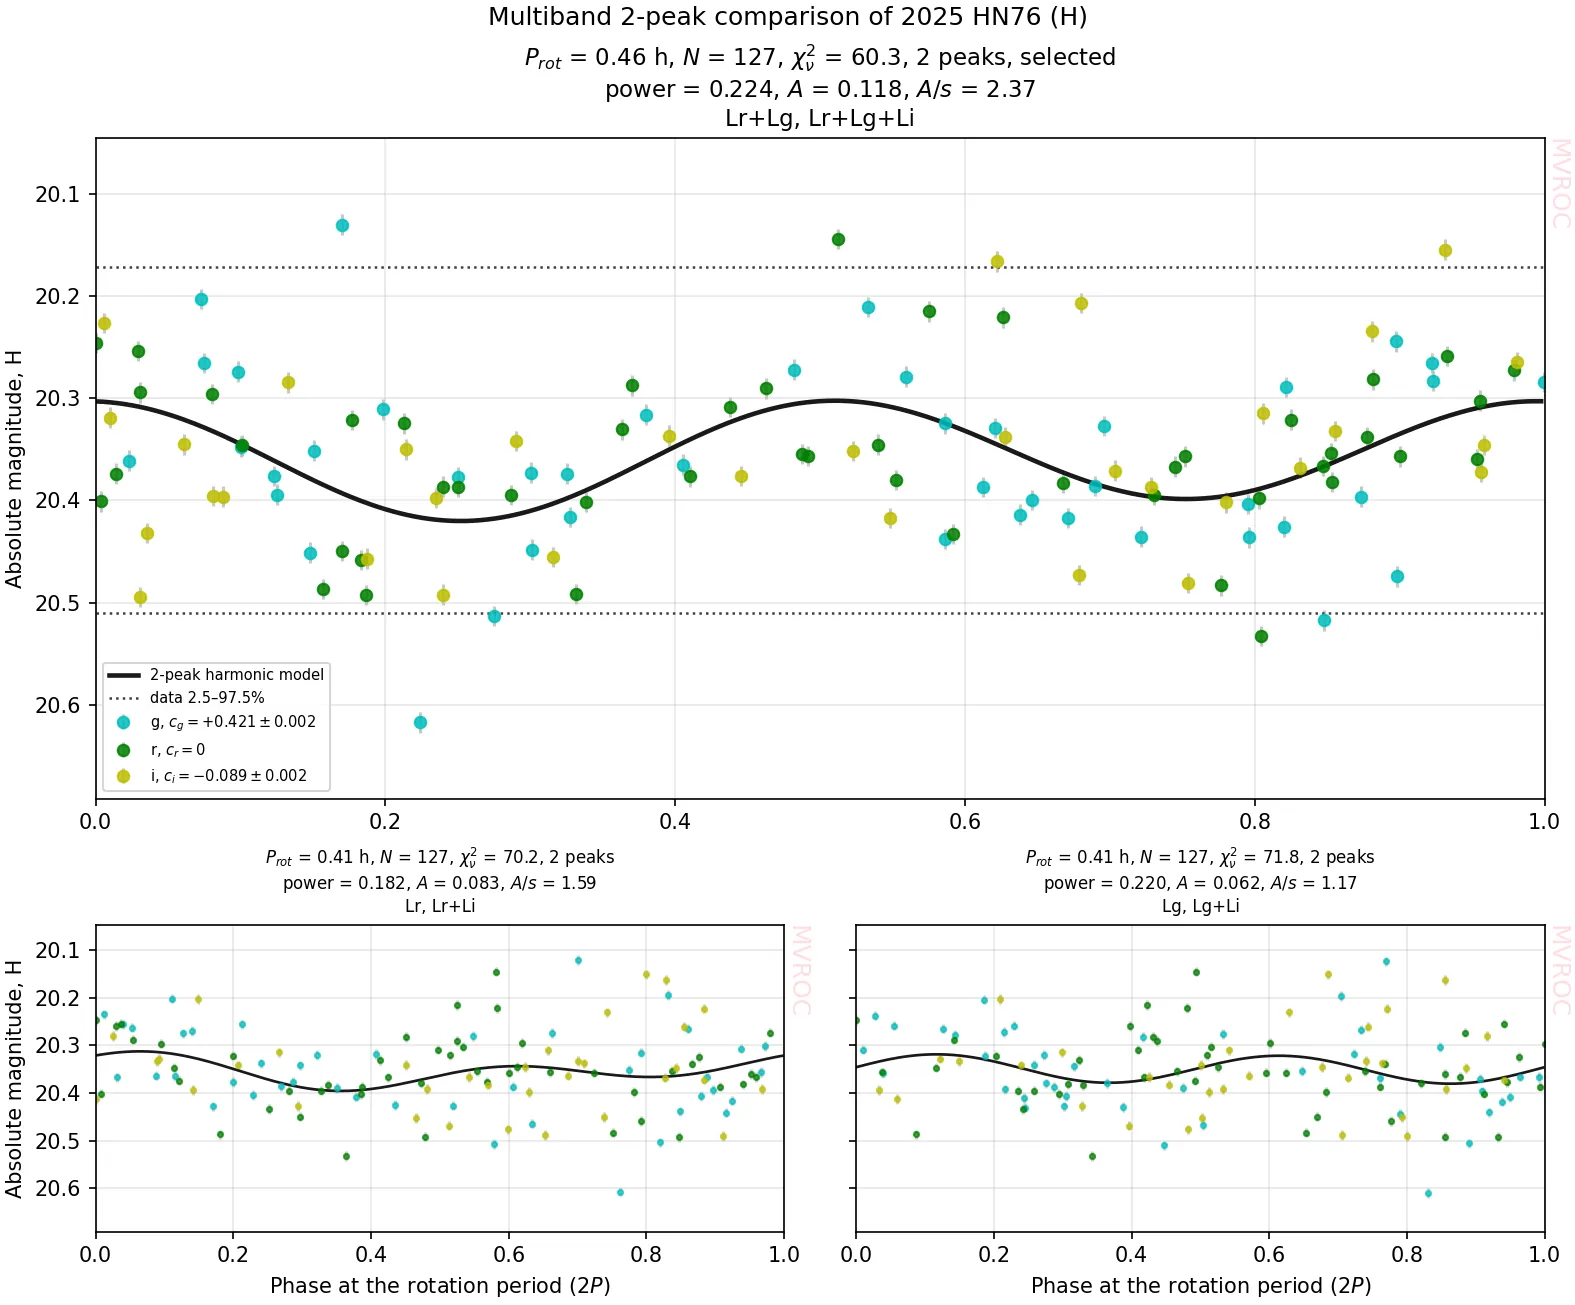 Multiband 2-peak comparison of 2025 HN76 (H)
P_rot = 0.46 h, N = 127, χ²_ν = 60.3, 2 peaks, selected
power = 0.224, A = 0.118, A/s = 2.37
Lr+Lg, Lr+Lg+Li
MVROC
Absolute magnitude, H
20.1
20.2
20.3
20.4
20.5
20.6
2-peak harmonic model
data 2.5–97.5%
g, c_g = +0.421 ± 0.002
r, c_r = 0
i, c_i = −0.089 ± 0.002
0.0 0.2 0.4 0.6 0.8 1.0
P_rot = 0.41 h, N = 127, χ²_ν = 70.2, 2 peaks
power = 0.182, A = 0.083, A/s = 1.59
Lr, Lr+Li
MVROC
Absolute magnitude, H
20.1
20.2
20.3
20.4
20.5
20.6
0.0 0.2 0.4 0.6 0.8 1.0
Phase at the rotation period (2P)
P_rot = 0.41 h, N = 127, χ²_ν = 71.8, 2 peaks
power = 0.220, A = 0.062, A/s = 1.17
Lg, Lg+Li
MVROC
0.0 0.2 0.4 0.6 0.8 1.0
Phase at the rotation period (2P)